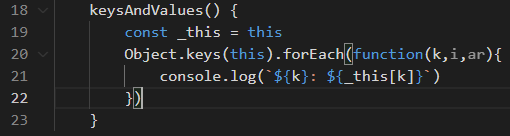 18 keysAndValues() {
19 const _this = this
20 Object.keys(this).forEach(function(k,i,ar){
21 console.log(`${k}: ${_this[k]}`)
22 })
23 }